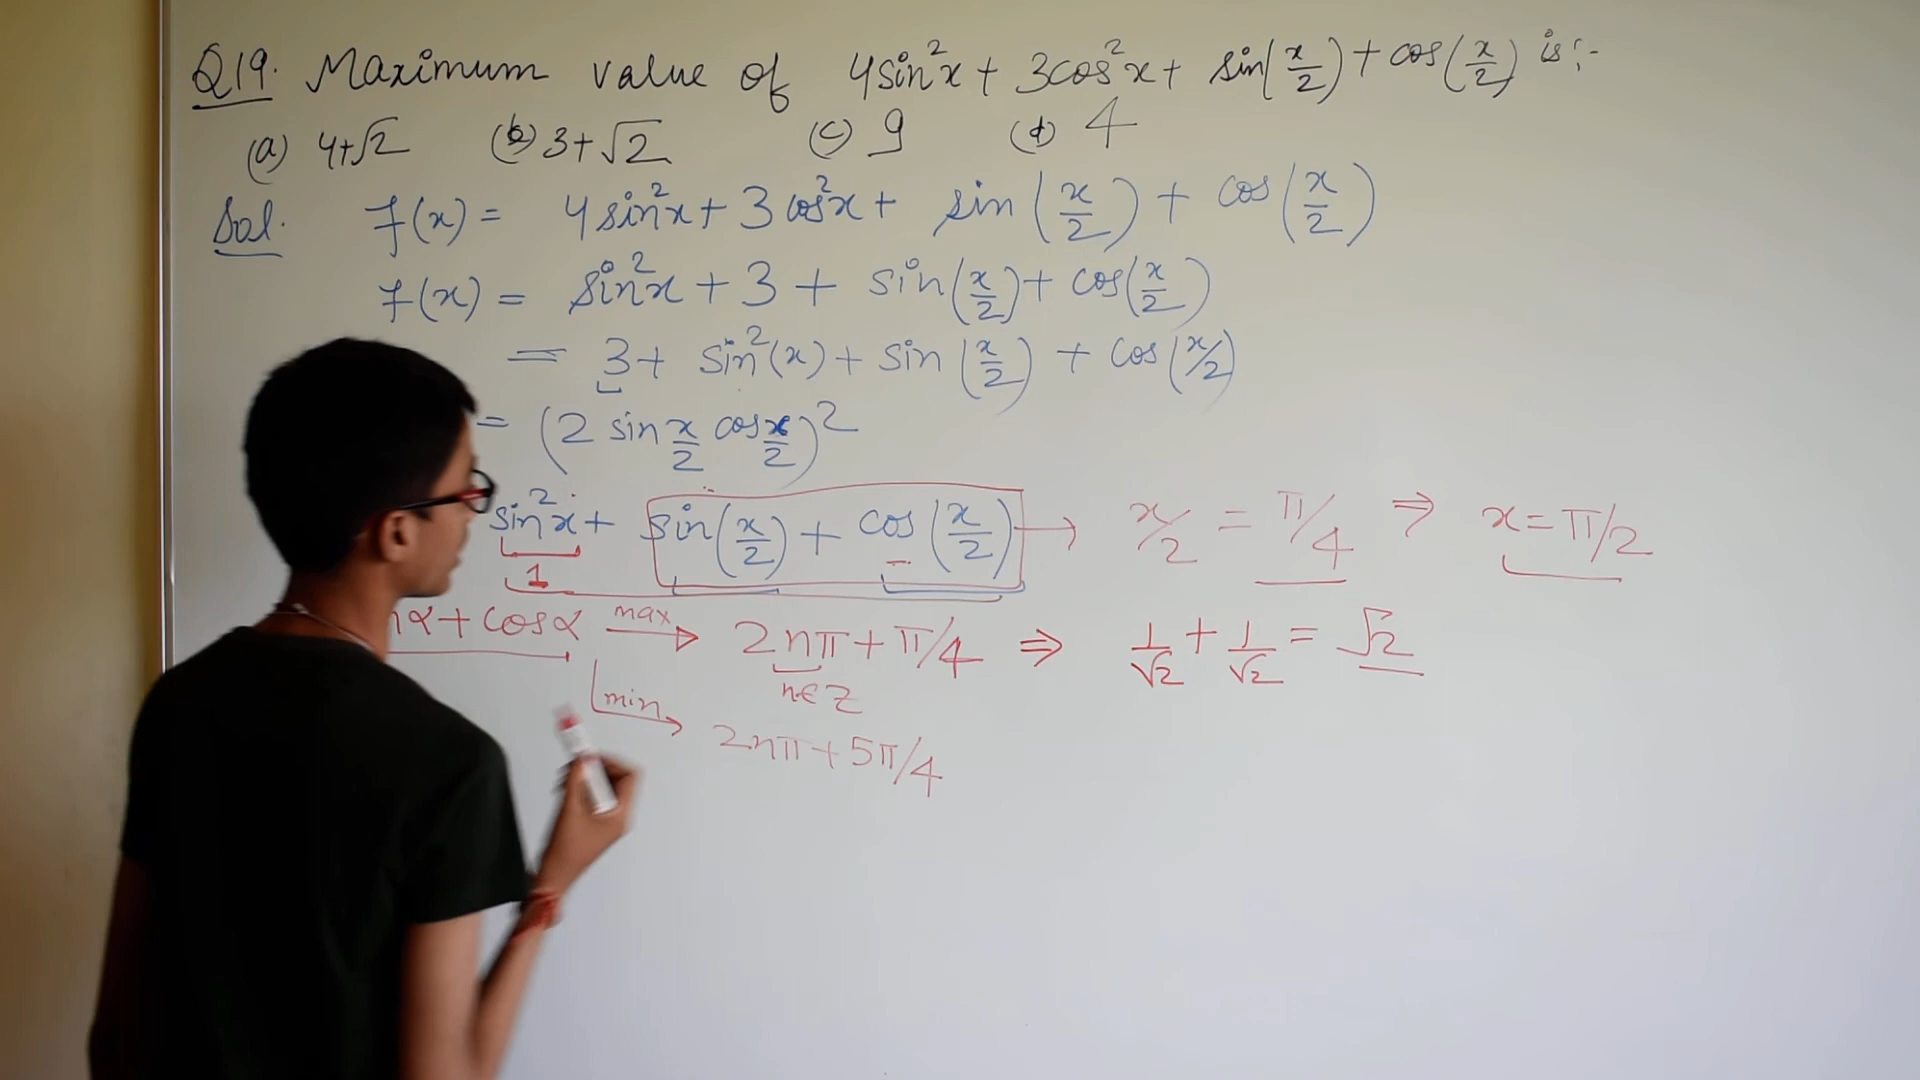 Q19. Maximum value of 4sin²x + 3cos²x + sin(x/2) + cos(x/2) is :-
(a) 4+√2 (b) 3+√2 (c) 9 (d) 4
Sol. f(x) = 4sin²x + 3cos²x + sin(x/2) + cos(x/2)
f(x) = sin²x + 3 + sin(x/2) + cos(x/2)
= 3 + sin²(x) + sin(x/2) + cos(x/2)
= (2 sin x/2 cos x/2)²
sin²x + sin(x/2) + cos(x/2) → x/2 = π/4 ⇒ x = π/2
1
nα + cosα max → 2nπ + π/4 ⇒ 1/√2 + 1/√2 = √2
n∈Z
min → 2nπ + 5π/4